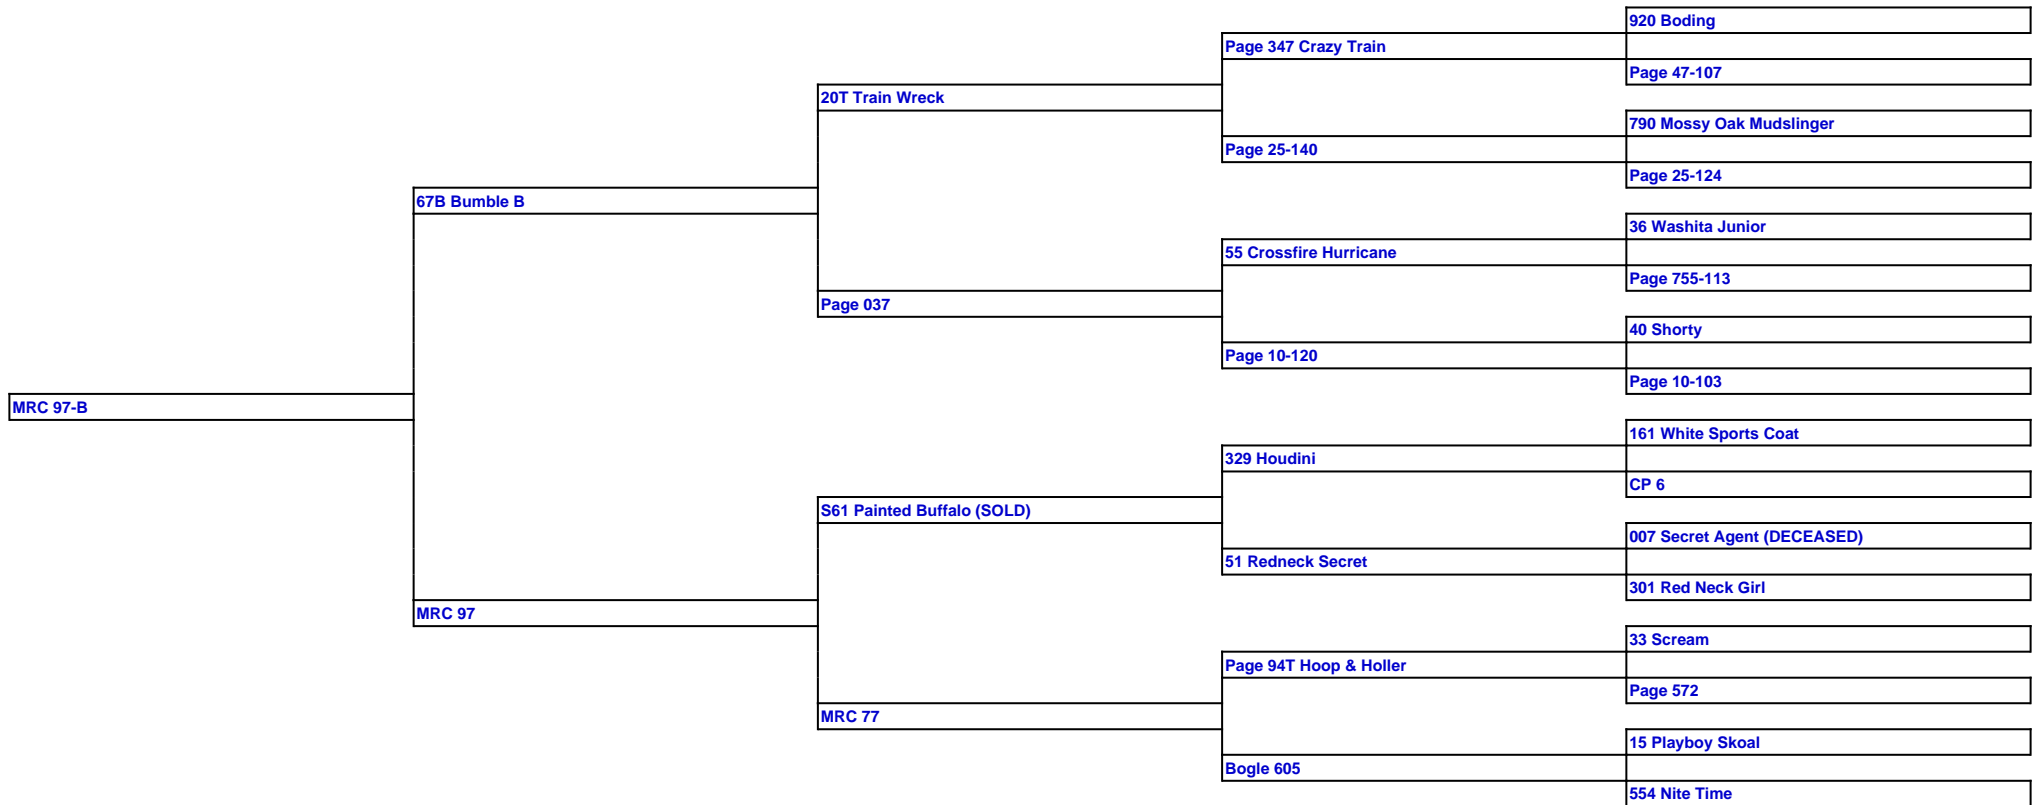 920 Boding
Page 347 Crazy Train
Page 47-107
20T Train Wreck
790 Mossy Oak Mudslinger
Page 25-140
Page 25-124
67B Bumble B
36 Washita Junior
55 Crossfire Hurricane
Page 755-113
Page 037
40 Shorty
Page 10-120
Page 10-103
MRC 97-B
161 White Sports Coat
329 Houdini
CP 6
S61 Painted Buffalo (SOLD)
007 Secret Agent (DECEASED)
51 Redneck Secret
301 Red Neck Girl
MRC 97
33 Scream
Page 94T Hoop & Holler
Page 572
MRC 77
15 Playboy Skoal
Bogle 605
554 Nite Time